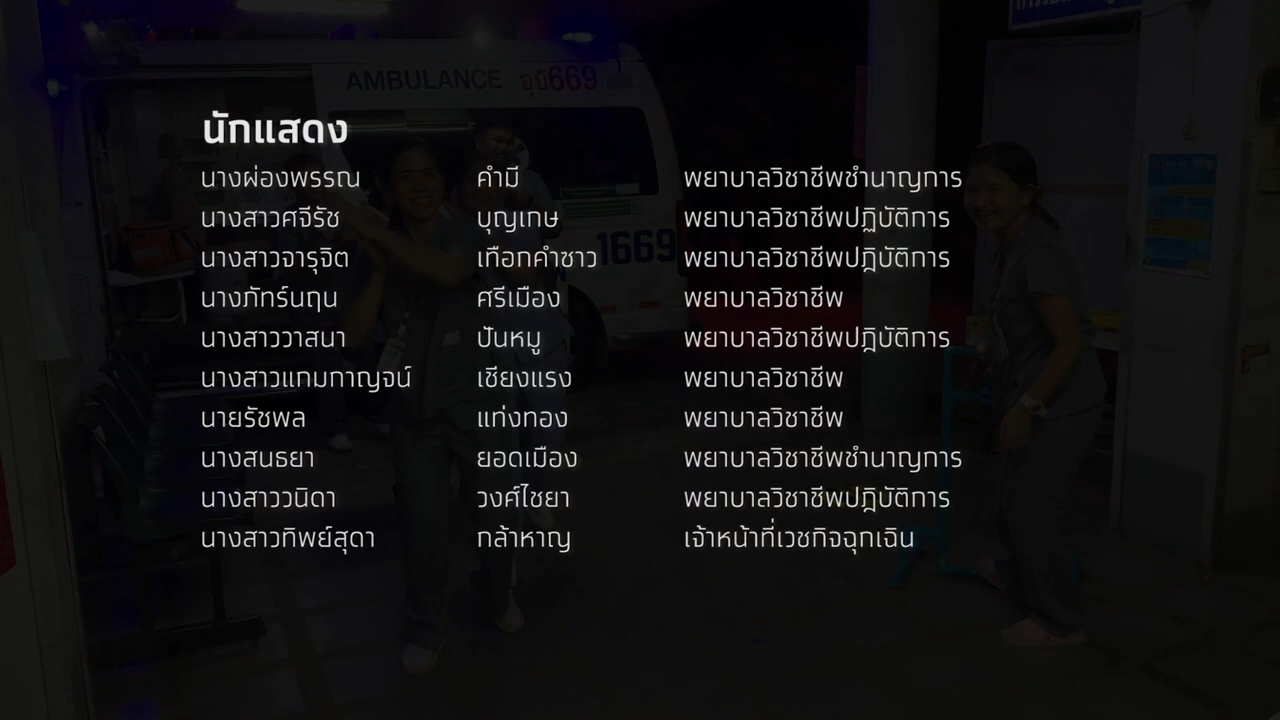 AMBULANCE
1669
นักแสดง
นางผ่องพรรณ คำมี พยาบาลวิชาชีพชำนาญการ
นางสาวศจีรัช บุญเกษ พยาบาลวิชาชีพปฏิบัติการ
นางสาวจารุจิต เทือกคำซาว พยาบาลวิชาชีพปฎิบัติการ
นางภัทร์นฤน ศรีเมือง พยาบาลวิชาชีพ
นางสาววาสนา ปันหมู พยาบาลวิชาชีพปฎิบัติการ
นางสาวแกมกาญจน์ เชียงแรง พยาบาลวิชาชีพ
นายรัชพล แท่งทอง พยาบาลวิชาชีพ
นางสนธยา ยอดเมือง พยาบาลวิชาชีพชำนาญการ
นางสาววนิดา วงศ์ไชยา พยาบาลวิชาชีพปฎิบัติการ
นางสาวทิพย์สุดา กล้าหาญ เจ้าหน้าที่เวชกิจฉุกเฉิน